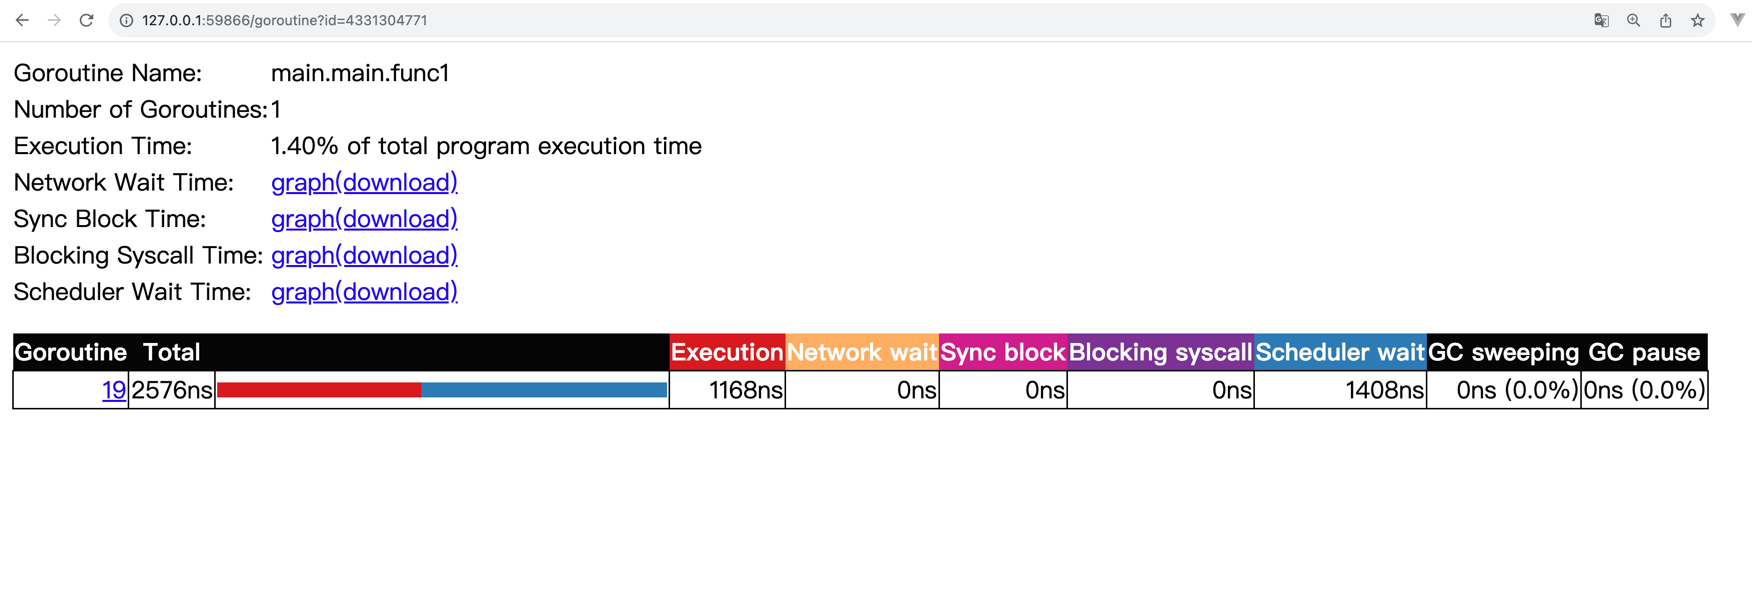 127.0.0.1:59866/goroutine?id=4331304771
Goroutine Name: main.main.func1
Number of Goroutines: 1
Execution Time: 1.40% of total program execution time
Network Wait Time: graph(download)
Sync Block Time: graph(download)
Blocking Syscall Time: graph(download)
Scheduler Wait Time: graph(download)
Goroutine Total Execution Network wait Sync block Blocking syscall Scheduler wait GC sweeping GC pause
19 2576ns 1168ns 0ns 0ns 0ns 1408ns 0ns (0.0%) 0ns (0.0%)